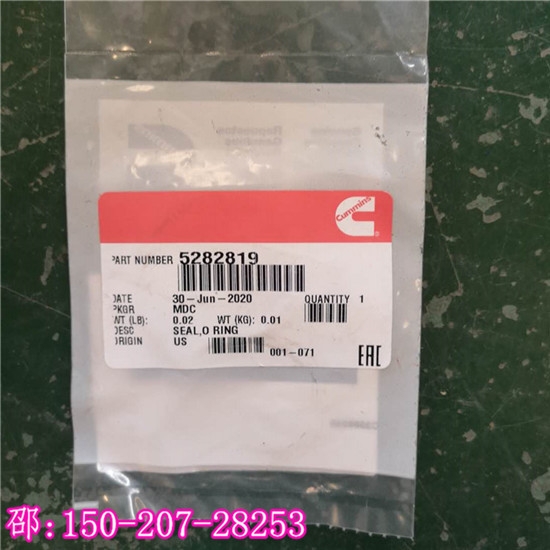 Cummins
PART NUMBER 5282819
DATE 30-Jun-2020 QUANTITY 1
PKGR MDC
WT (LB): 0.02 WT (KG): 0.01
DESC SEAL,O RING
ORIGIN US
001-071
EAC
邵:150-207-28253